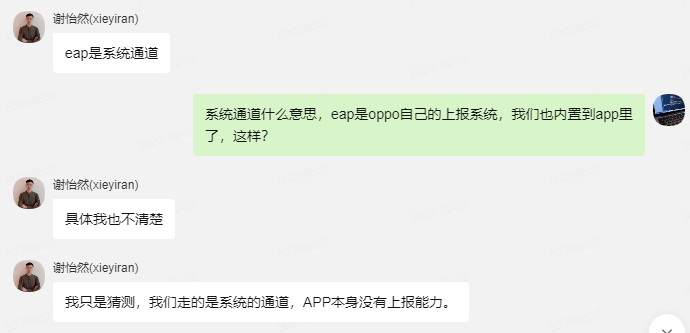 谢怡然(xieyiran)
eap是系统通道
系统通道什么意思，eap是oppo自己的上报系统，我们也内置到app里
了，这样？
谢怡然(xieyiran)
具体我也不清楚
谢怡然(xieyiran)
我只是猜测，我们走的是系统的通道，APP本身没有上报能力。